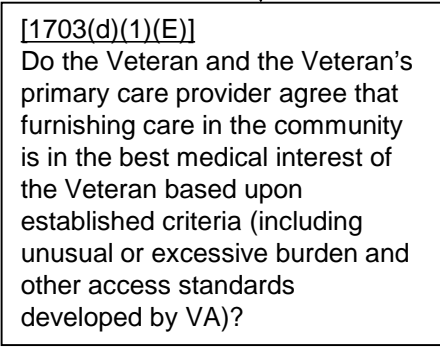 [1703(d)(1)(E)]
Do the Veteran and the Veteran's
primary care provider agree that
furnishing care in the community
is in the best medical interest of
the Veteran based upon
established criteria (including
unusual or excessive burden and
other access standards
developed by VA)?